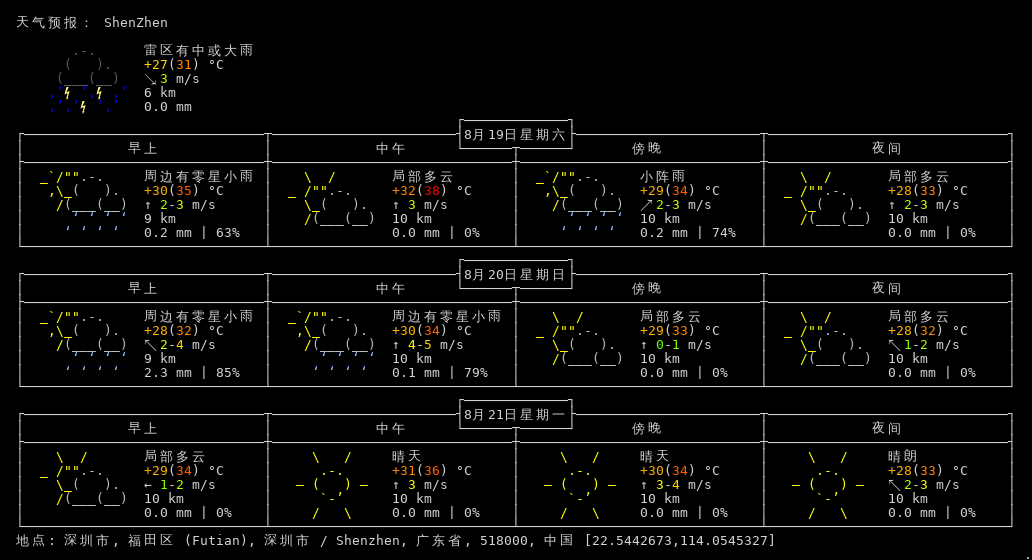 天气预报: ShenZhen
雷区有中或大雨
+27(31) °C
↘ 3 m/s
6 km
0.0 mm
8月19日星期六
早上 中午 傍晚 夜间
周边有零星小雨 局部多云 小阵雨 局部多云
+30(35) °C +32(38) °C +29(34) °C +28(33) °C
↑ 2-3 m/s ↑ 3 m/s ↗ 2-3 m/s ↑ 2-3 m/s
9 km 10 km 10 km 10 km
0.2 mm | 63% 0.0 mm | 0% 0.2 mm | 74% 0.0 mm | 0%
8月20日星期日
早上 中午 傍晚 夜间
周边有零星小雨 周边有零星小雨 局部多云 局部多云
+28(32) °C +30(34) °C +29(33) °C +28(32) °C
↖ 2-4 m/s ↑ 4-5 m/s ↑ 0-1 m/s ↖ 1-2 m/s
9 km 10 km 10 km 10 km
2.3 mm | 85% 0.1 mm | 79% 0.0 mm | 0% 0.0 mm | 0%
8月21日星期一
早上 中午 傍晚 夜间
局部多云 晴天 晴天 晴朗
+29(34) °C +31(36) °C +30(34) °C +28(33) °C
← 1-2 m/s ↑ 3 m/s ↑ 3-4 m/s ↖ 2-3 m/s
10 km 10 km 10 km 10 km
0.0 mm | 0% 0.0 mm | 0% 0.0 mm | 0% 0.0 mm | 0%
地点: 深圳市, 福田区 (Futian), 深圳市 / Shenzhen, 广东省, 518000, 中国 [22.5442673,114.0545327]